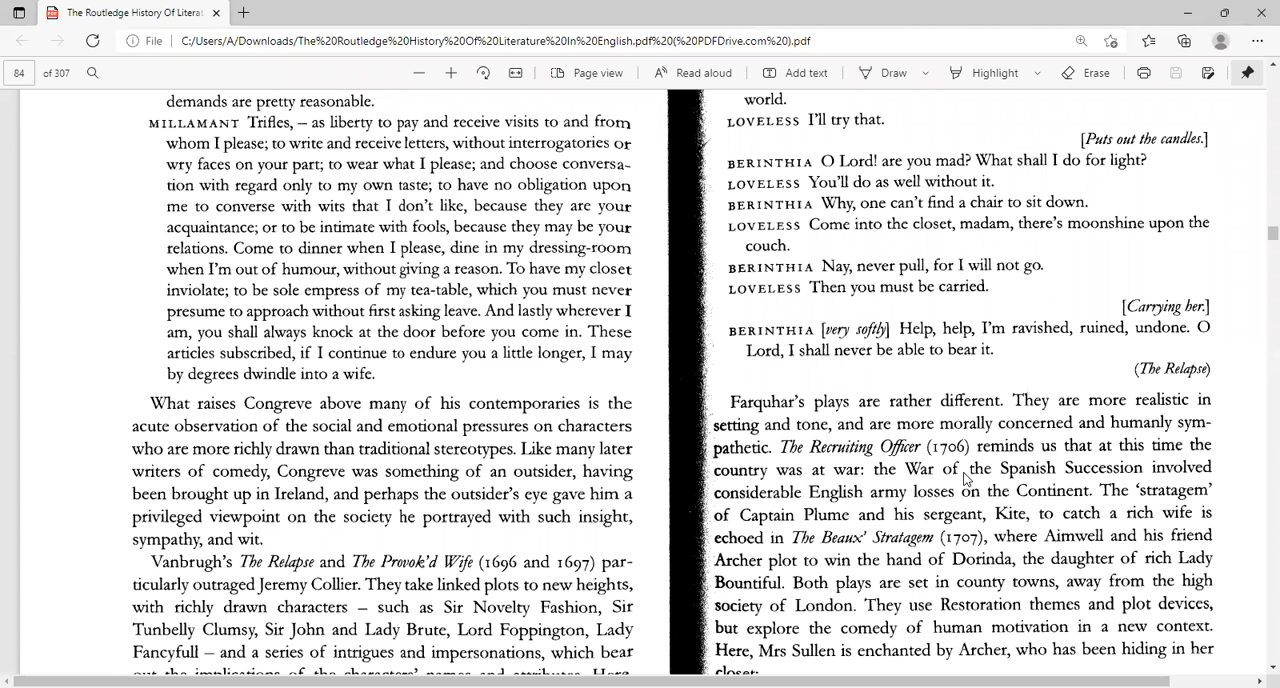 The Routledge History Of Literat
File
C:/Users/A/Downloads/The%20Routledge%20History%20Of%20Literature%20In%20English.pdf%20(%20PDFDrive.com%20).pdf
84 of 307
Page view
Read aloud
Add text
Draw
Highlight
Erase
demands are pretty reasonable.
MILLAMANT Trifles, – as liberty to pay and receive visits to and from
whom I please; to write and receive letters, without interrogatories or
wry faces on your part; to wear what I please; and choose conversa-
tion with regard only to my own taste; to have no obligation upon
me to converse with wits that I don't like, because they are your
acquaintance; or to be intimate with fools, because they may be your
relations. Come to dinner when I please, dine in my dressing-room
when I'm out of humour, without giving a reason. To have my closet
inviolate; to be sole empress of my tea-table, which you must never
presume to approach without first asking leave. And lastly wherever I
am, you shall always knock at the door before you come in. These
articles subscribed, if I continue to endure you a little longer, I may
by degrees dwindle into a wife.
What raises Congreve above many of his contemporaries is the
acute observation of the social and emotional pressures on characters
who are more richly drawn than traditional stereotypes. Like many later
writers of comedy, Congreve was something of an outsider, having
been brought up in Ireland, and perhaps the outsider's eye gave him a
privileged viewpoint on the society he portrayed with such insight,
sympathy, and wit.
Vanbrugh's The Relapse and The Provok'd Wife (1696 and 1697) par-
ticularly outraged Jeremy Collier. They take linked plots to new heights,
with richly drawn characters – such as Sir Novelty Fashion, Sir
Tunbelly Clumsy, Sir John and Lady Brute, Lord Foppington, Lady
Fancyfull – and a series of intrigues and impersonations, which bear
out the implications of the characters' names and attributes. Here,
world.
LOVELESS I'll try that.
[Puts out the candles.]
BERINTHIA O Lord! are you mad? What shall I do for light?
LOVELESS You'll do as well without it.
BERINTHIA Why, one can't find a chair to sit down.
LOVELESS Come into the closet, madam, there's moonshine upon the
couch.
BERINTHIA Nay, never pull, for I will not go.
LOVELESS Then you must be carried.
[Carrying her.]
BERINTHIA [very softly] Help, help, I'm ravished, ruined, undone. O
Lord, I shall never be able to bear it.
(The Relapse)
Farquhar's plays are rather different. They are more realistic in
setting and tone, and are more morally concerned and humanly sym-
pathetic. The Recruiting Officer (1706) reminds us that at this time the
country was at war: the War of the Spanish Succession involved
considerable English army losses on the Continent. The 'stratagem'
of Captain Plume and his sergeant, Kite, to catch a rich wife is
echoed in The Beaux' Stratagem (1707), where Aimwell and his friend
Archer plot to win the hand of Dorinda, the daughter of rich Lady
Bountiful. Both plays are set in county towns, away from the high
society of London. They use Restoration themes and plot devices,
but explore the comedy of human motivation in a new context.
Here, Mrs Sullen is enchanted by Archer, who has been hiding in her
closet: